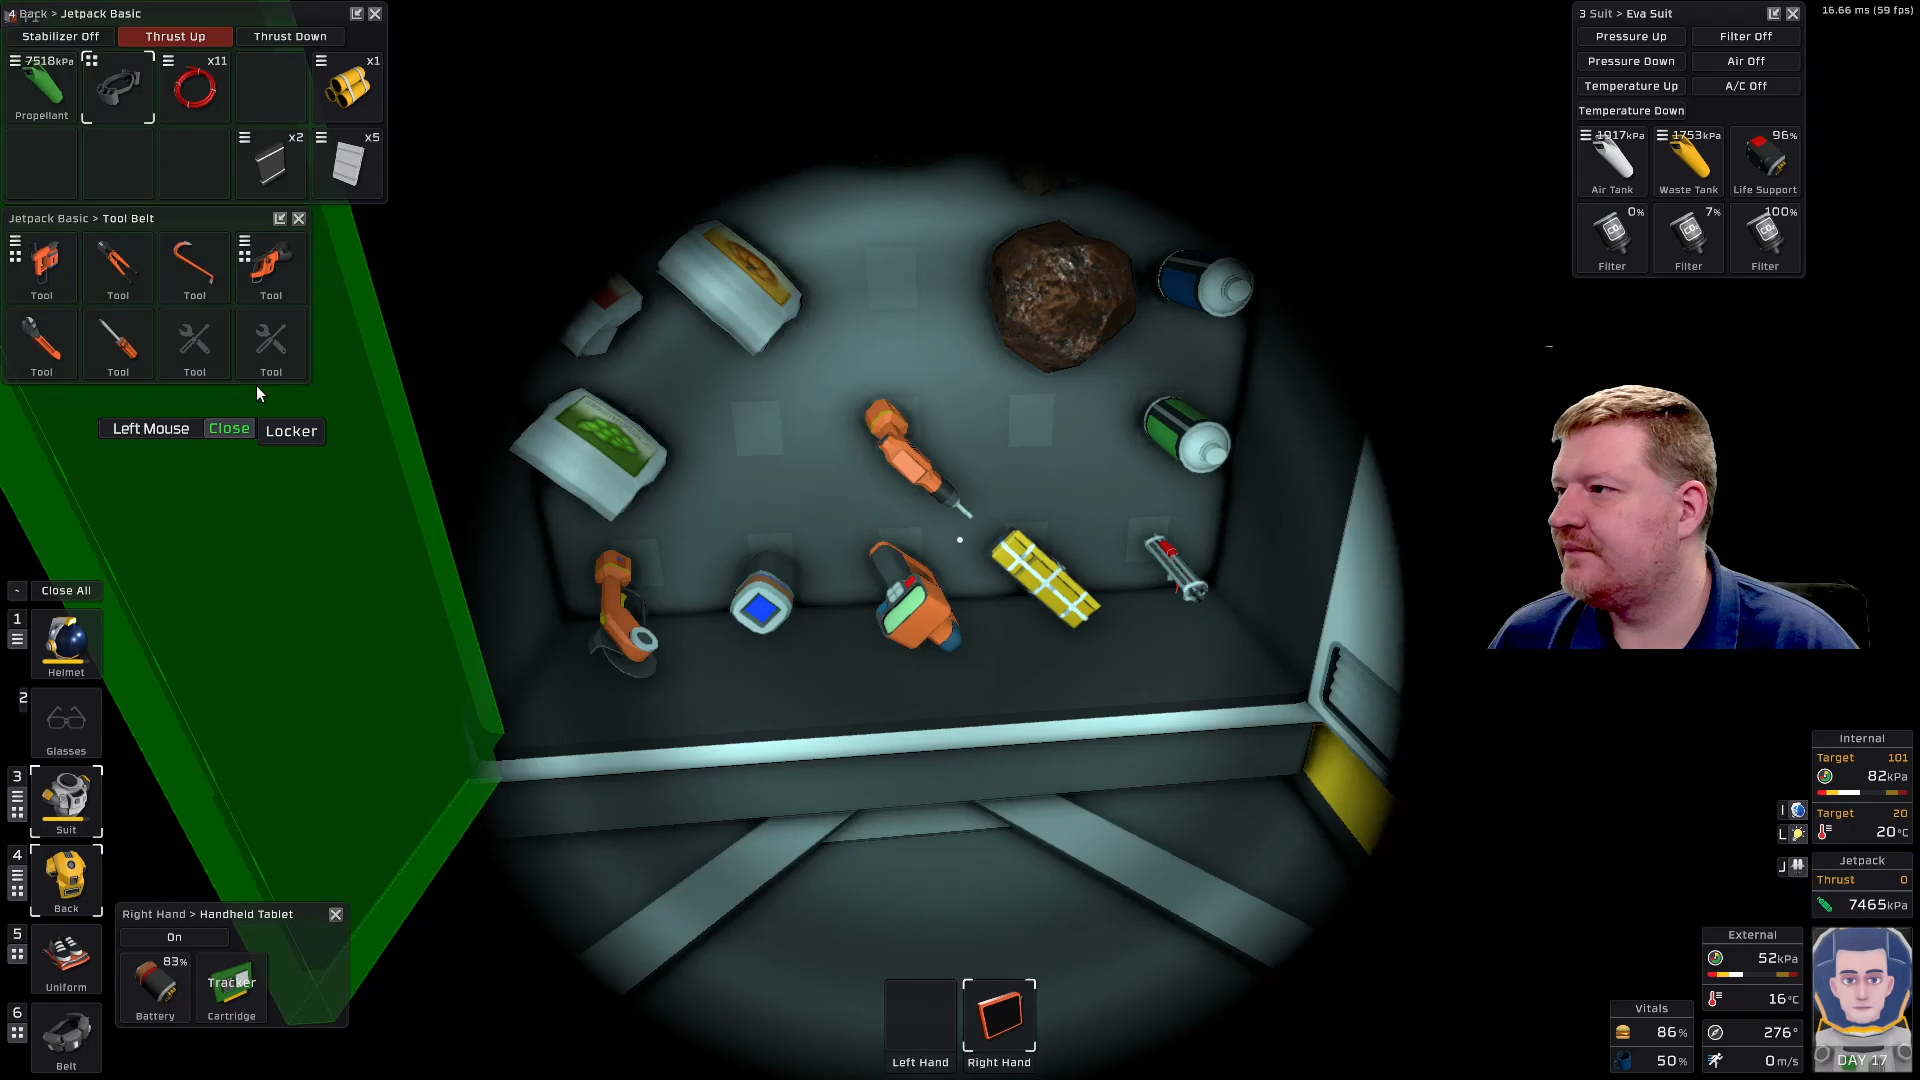 4 Back > Jetpack Basic
Stabilizer Off Thrust Up Thrust Down
7518kPa x11 x1
Propellant
x2 x5
Jetpack Basic > Tool Belt
Tool Tool Tool Tool
Tool Tool Tool Tool
Left Mouse Close Locker
~ Close All
1
Helmet
2
Glasses
3
Suit
4
Back
5
Uniform
6
Belt
Right Hand > Handheld Tablet
On
83% Tracker
Battery Cartridge
Left Hand Right Hand
16.66 ms (59 fps)
3 Suit > Eva Suit
Pressure Up Filter Off
Pressure Down Air Off
Temperature Up A/C Off
Temperature Down
1917kPa 1753kPa 96%
Air Tank Waste Tank Life Support
0% 7% 100%
CO₂ CO₂ CO₂
Filter Filter Filter
Internal
Target 101
82kPa
Target 20
20°C
I
L
J
Jetpack
Thrust 0
7465kPa
External
52kPa
16°C
Vitals
86% 276°
50% 0m/s
DAY 17